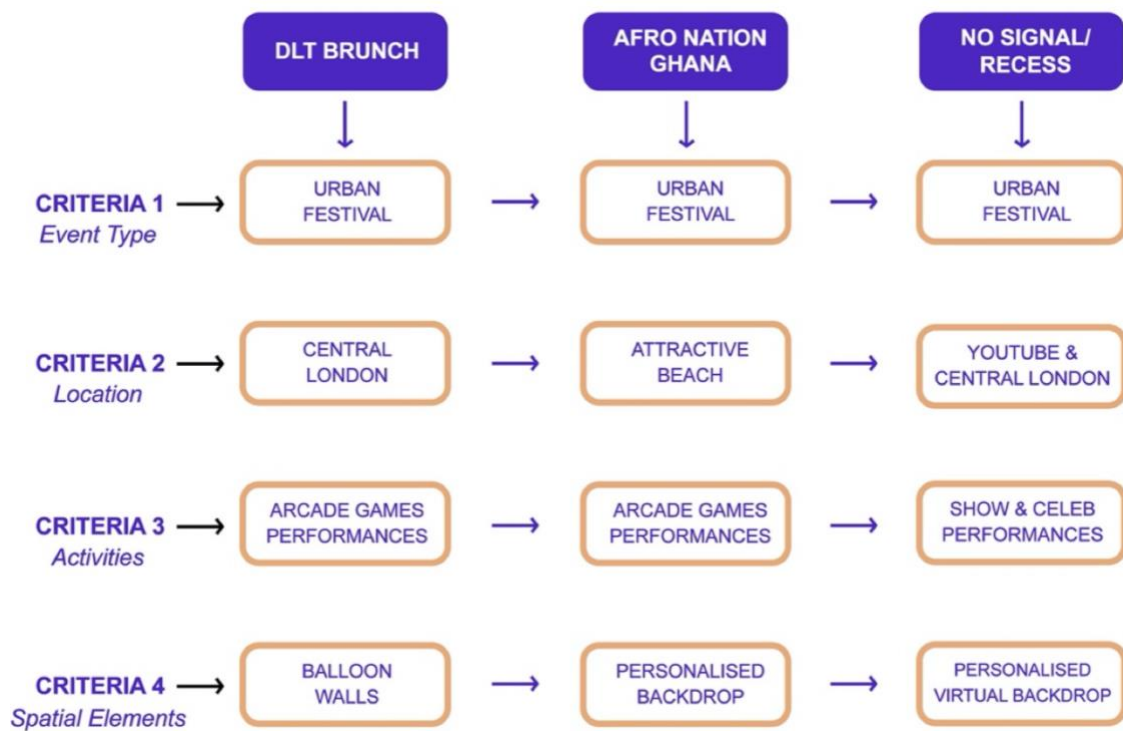 DLT BRUNCH
AFRO NATION
GHANA
NO SIGNAL/
RECESS
CRITERIA 1
Event Type
URBAN
FESTIVAL
URBAN
FESTIVAL
URBAN
FESTIVAL
CRITERIA 2
Location
CENTRAL
LONDON
ATTRACTIVE
BEACH
YOUTUBE &
CENTRAL LONDON
CRITERIA 3
Activities
ARCADE GAMES
PERFORMANCES
ARCADE GAMES
PERFORMANCES
SHOW & CELEB
PERFORMANCES
CRITERIA 4
Spatial Elements
BALLOON
WALLS
PERSONALISED
BACKDROP
PERSONALISED
VIRTUAL BACKDROP